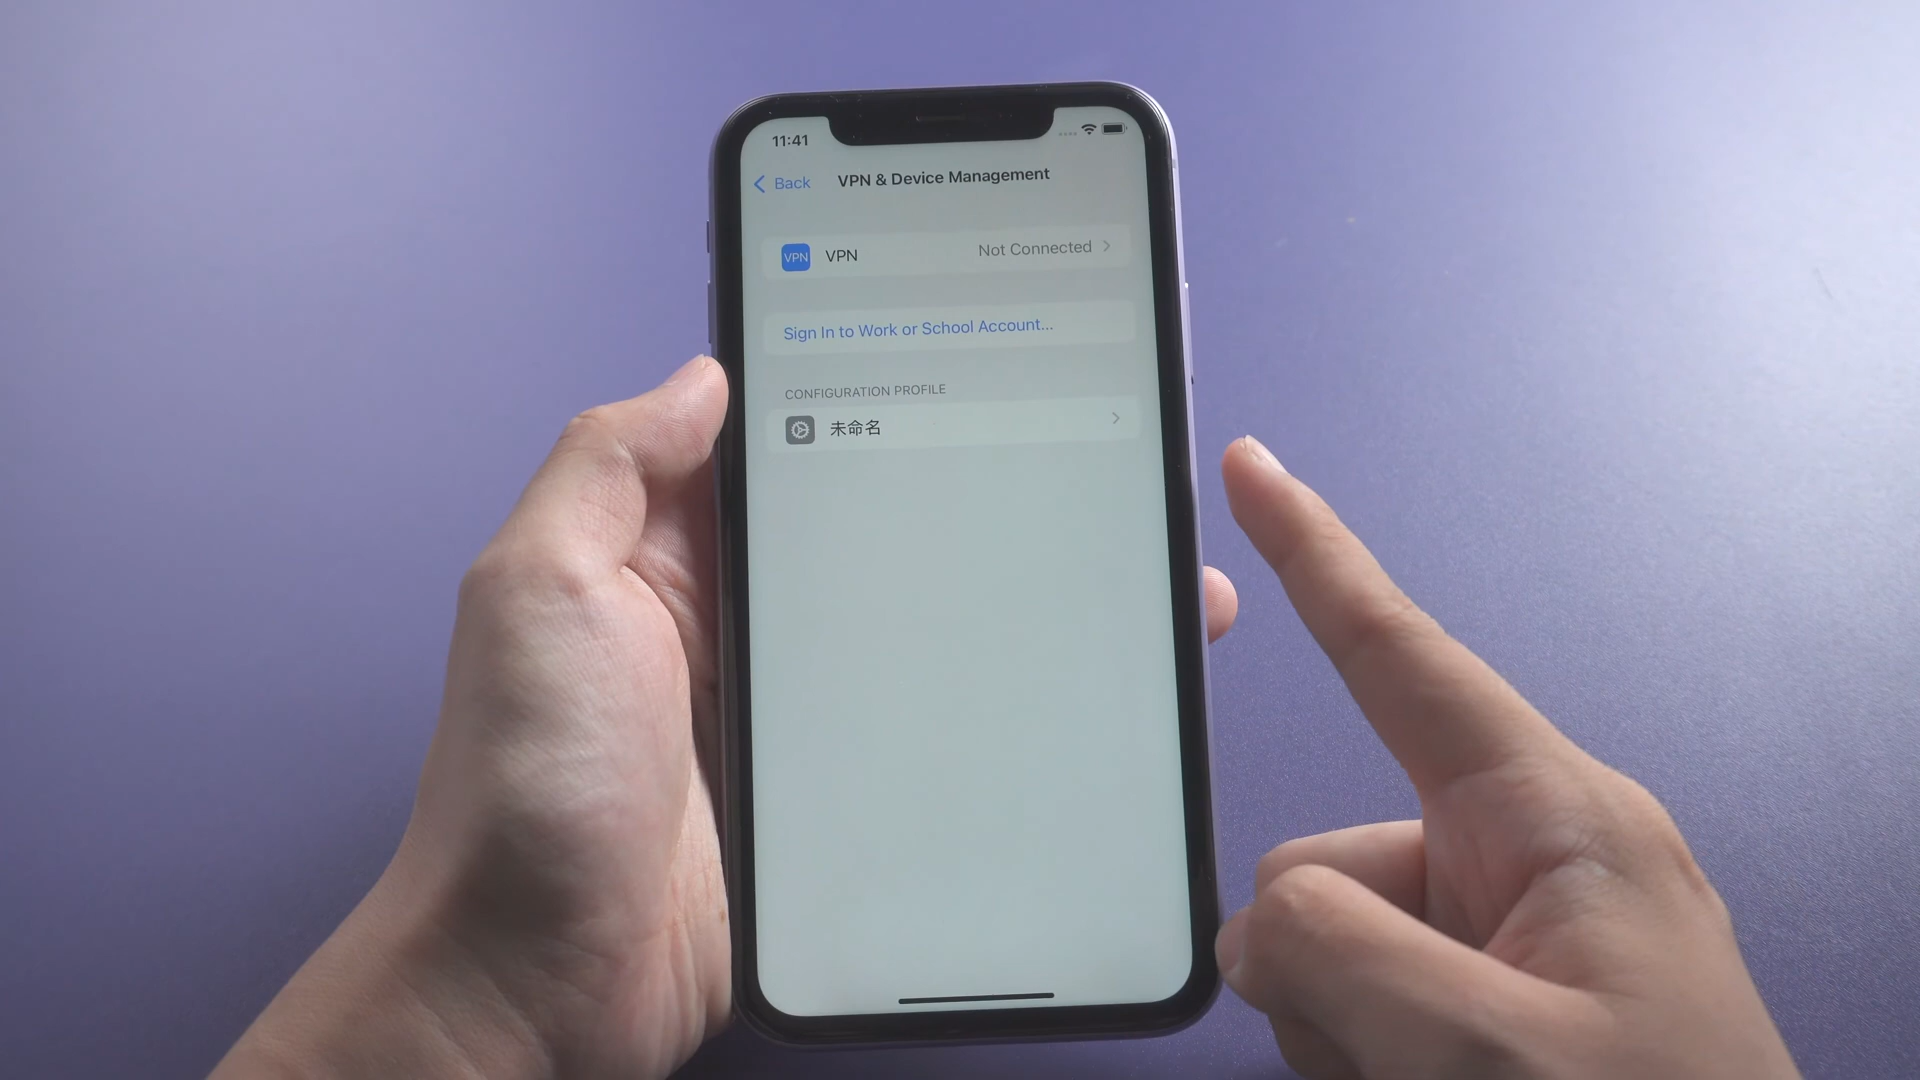 11:41
Back
VPN & Device Management
VPN VPN Not Connected
Sign In to Work or School Account...
CONFIGURATION PROFILE
未命名